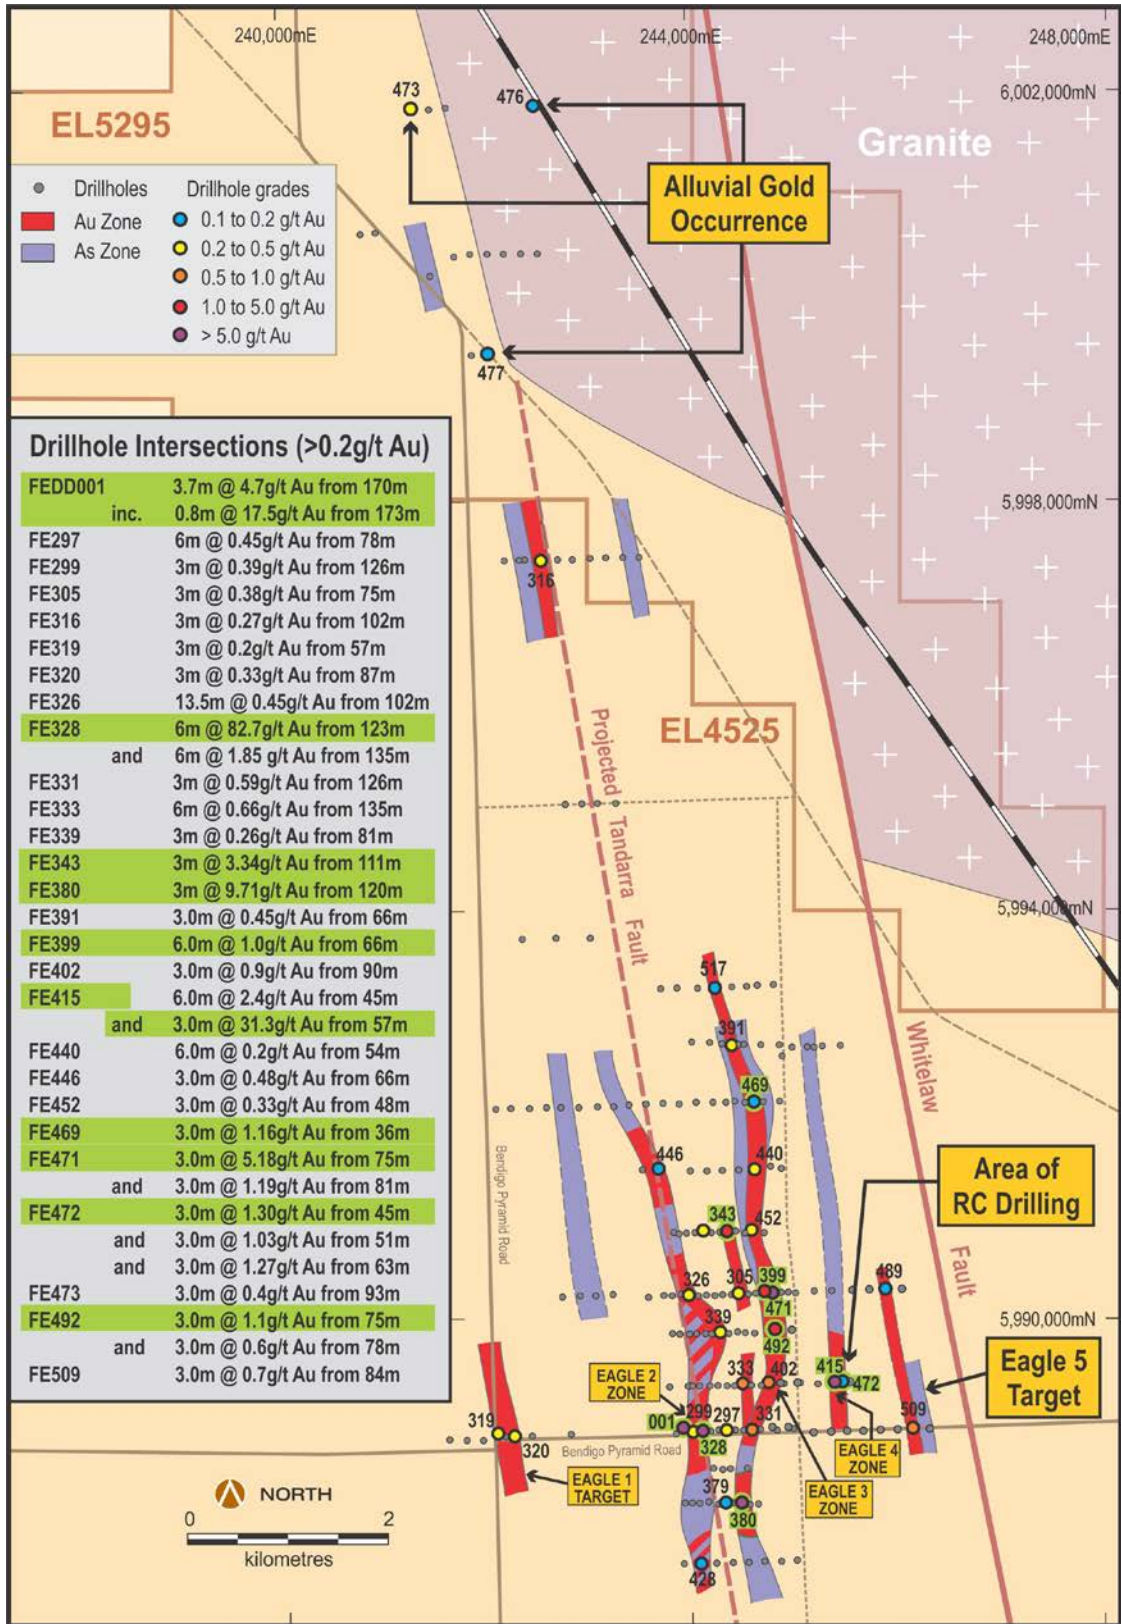 240,000mE
244,000mE
248,000mE
6,002,000mN
473
476
EL5295
Granite
Alluvial Gold
Occurrence
Drillholes
Au Zone
As Zone
Drillhole grades
0.1 to 0.2 g/t Au
0.2 to 0.5 g/t Au
0.5 to 1.0 g/t Au
1.0 to 5.0 g/t Au
> 5.0 g/t Au
477
Drillhole Intersections (>0.2g/t Au)
FEDD001 3.7m @ 4.7g/t Au from 170m
inc. 0.8m @ 17.5g/t Au from 173m
FE297 6m @ 0.45g/t Au from 78m
FE299 3m @ 0.39g/t Au from 126m
FE305 3m @ 0.38g/t Au from 75m
FE316 3m @ 0.27g/t Au from 102m
FE319 3m @ 0.2g/t Au from 57m
FE320 3m @ 0.33g/t Au from 87m
FE326 13.5m @ 0.45g/t Au from 102m
FE328 6m @ 82.7g/t Au from 123m
and 6m @ 1.85 g/t Au from 135m
FE331 3m @ 0.59g/t Au from 126m
FE333 6m @ 0.66g/t Au from 135m
FE339 3m @ 0.26g/t Au from 81m
FE343 3m @ 3.34g/t Au from 111m
FE380 3m @ 9.71g/t Au from 120m
FE391 3.0m @ 0.45g/t Au from 66m
FE399 6.0m @ 1.0g/t Au from 66m
FE402 3.0m @ 0.9g/t Au from 90m
FE415 6.0m @ 2.4g/t Au from 45m
and 3.0m @ 31.3g/t Au from 57m
FE440 6.0m @ 0.2g/t Au from 54m
FE446 3.0m @ 0.48g/t Au from 66m
FE452 3.0m @ 0.33g/t Au from 48m
FE469 3.0m @ 1.16g/t Au from 36m
FE471 3.0m @ 5.18g/t Au from 75m
and 3.0m @ 1.19g/t Au from 81m
FE472 3.0m @ 1.30g/t Au from 45m
and 3.0m @ 1.03g/t Au from 51m
and 3.0m @ 1.27g/t Au from 63m
FE473 3.0m @ 0.4g/t Au from 93m
FE492 3.0m @ 1.1g/t Au from 75m
and 3.0m @ 0.6g/t Au from 78m
FE509 3.0m @ 0.7g/t Au from 84m
5,998,000mN
316
Projected Tandarra Fault
EL4525
5,994,000mN
517
391
469
Whitelaw Fault
446
440
Bendigo Pyramid Road
Area of
RC Drilling
343
452
326
305
399
489
471
5,990,000mN
339
492
EAGLE 2
ZONE
333
402
415
472
Eagle 5
Target
319
001
299
297
331
509
320
328
Bendigo Pyramid Road
EAGLE 4
ZONE
EAGLE 1
TARGET
EAGLE 3
ZONE
379
380
NORTH
0 2
kilometres
428